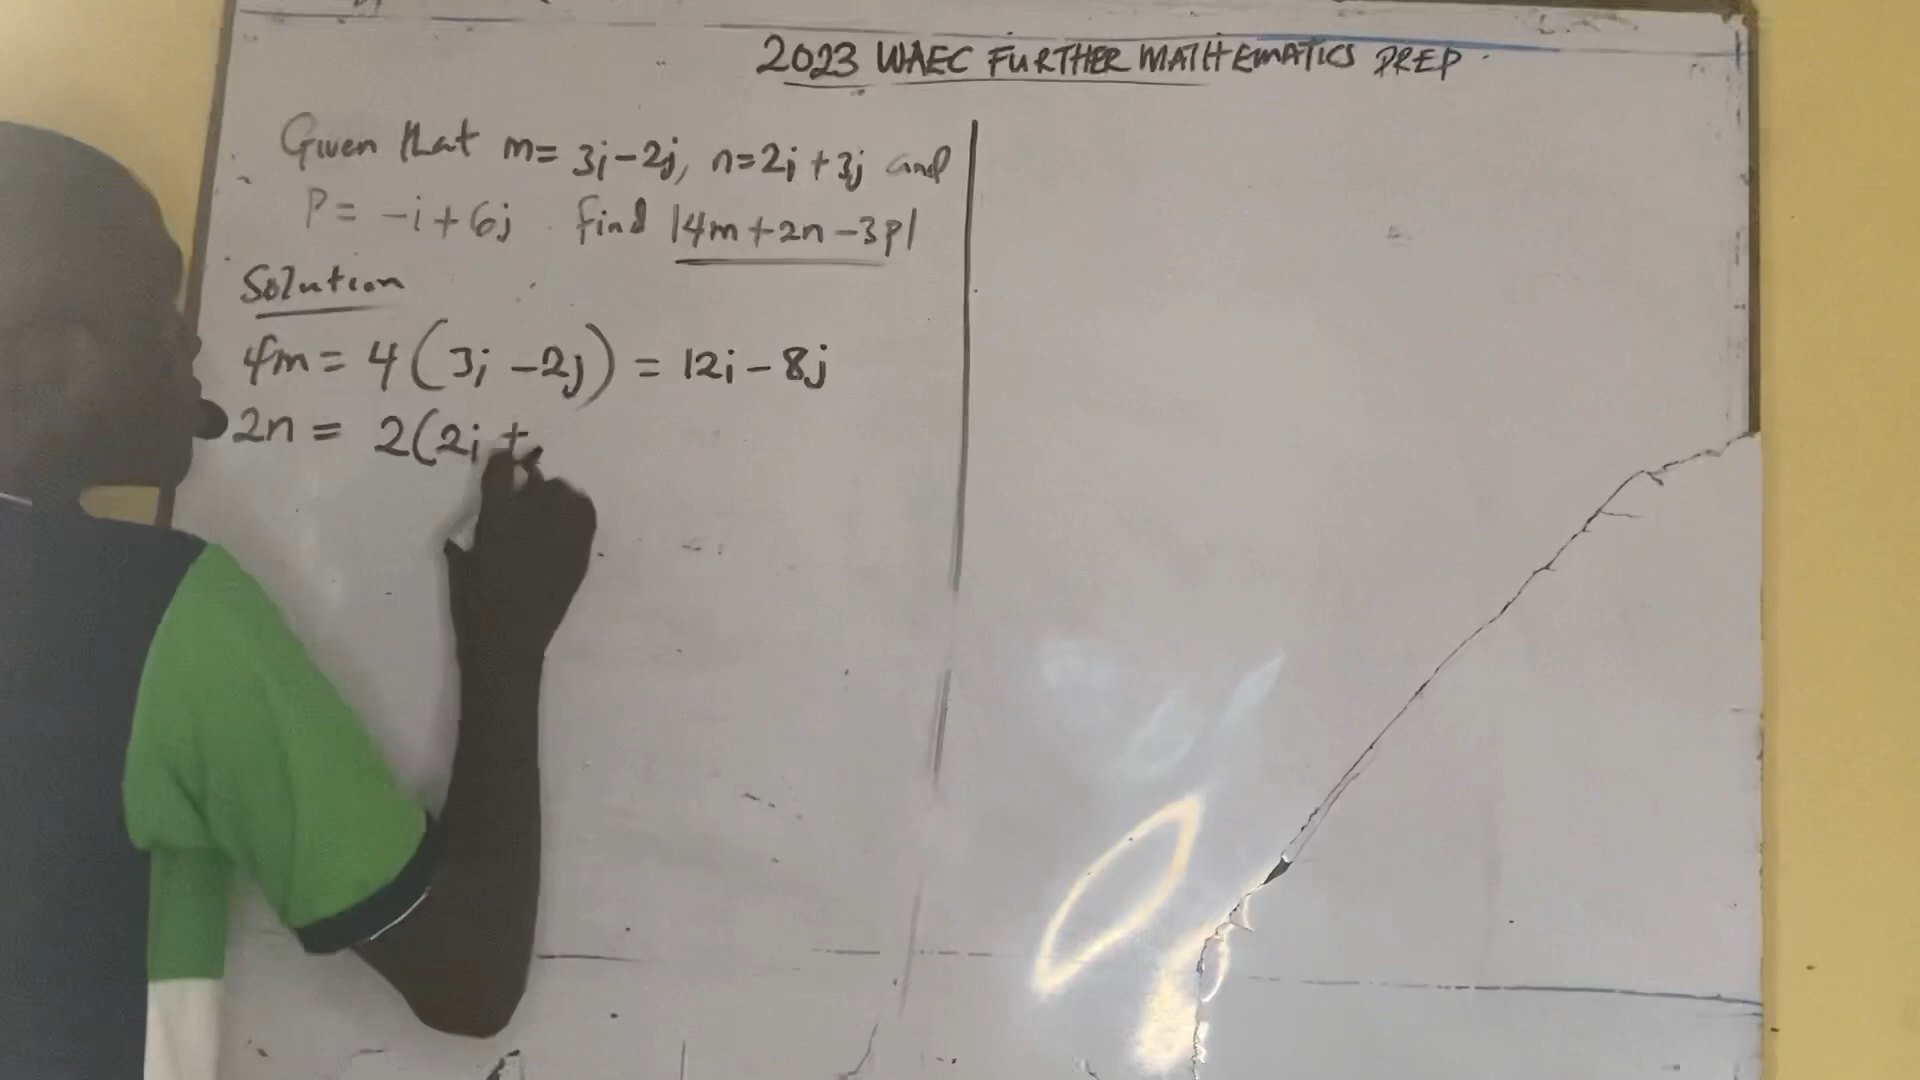 2023 WAEC FURTHER MATHEMATICS PREP
Given that m= 3i-2j, n=2i+3j and
P= -i+6j. find |4m+2n-3p|
Solution
4m = 4(3i-2j) = 12i-8j
2n = 2(2i+